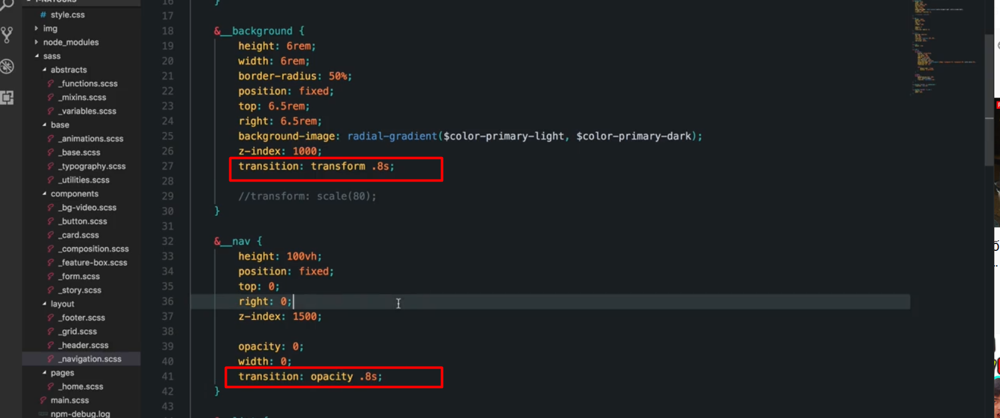 style.css
img
node_modules
sass
abstracts
_functions.scss
_mixins.scss
_variables.scss
base
_animations.scss
_base.scss
_typography.scss
_utilities.scss
components
_bg-video.scss
_button.scss
_card.scss
_composition.scss
_feature-box.scss
_form.scss
_story.scss
layout
_footer.scss
_grid.scss
_header.scss
_navigation.scss
pages
_home.scss
main.scss
npm-debug.log
16 }
17
18 &__background {
19 height: 6rem;
20 width: 6rem;
21 border-radius: 50%;
22 position: fixed;
23 top: 6.5rem;
24 right: 6.5rem;
25 background-image: radial-gradient($color-primary-light, $color-primary-dark);
26 z-index: 1000;
27 transition: transform .8s;
28
29 //transform: scale(80);
30 }
31
32 &__nav {
33 height: 100vh;
34 position: fixed;
35 top: 0;
36 right: 0;
37 z-index: 1500;
38
39 opacity: 0;
40 width: 0;
41 transition: opacity .8s;
42 }
43